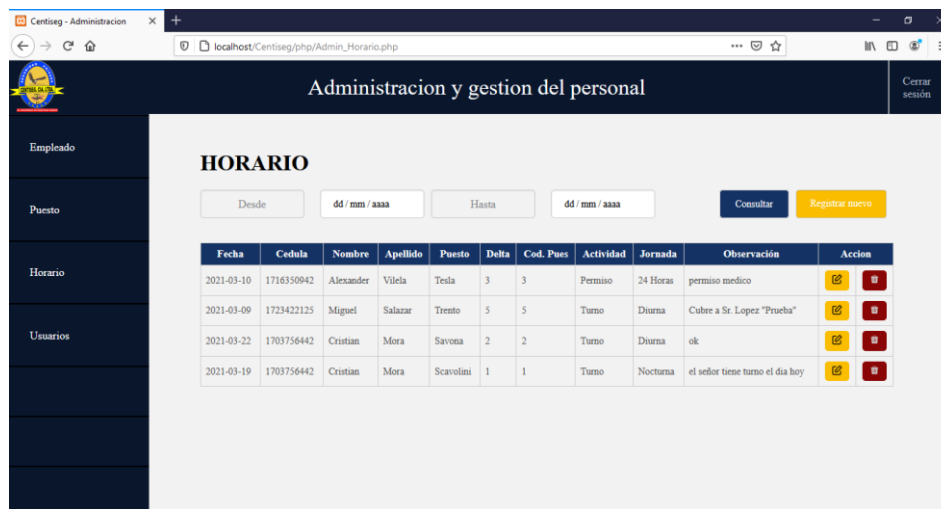 Centiseg - Administracion
localhost/Centiseg/php/Admin_Horario.php
CENTISEG. CIA. LTDA.
Administracion y gestion del personal
Cerrar
sesión
Empleado
Puesto
Horario
Usuarios
HORARIO
Desde dd / mm / aaaa Hasta dd / mm / aaaa Consultar Registrar nuevo
Fecha Cedula Nombre Apellido Puesto Delta Cod. Pues Actividad Jornada Observación Accion
2021-03-10 1716350942 Alexander Vilela Tesla 3 3 Permiso 24 Horas permiso medico
2021-03-09 1723422125 Miguel Salazar Trento 5 5 Turno Diurna Cubre a Sr. Lopez "Prueba"
2021-03-22 1703756442 Cristian Mora Savona 2 2 Turno Diurna ok
2021-03-19 1703756442 Cristian Mora Scavolini 1 1 Turno Nocturna el señor tiene turno el dia hoy